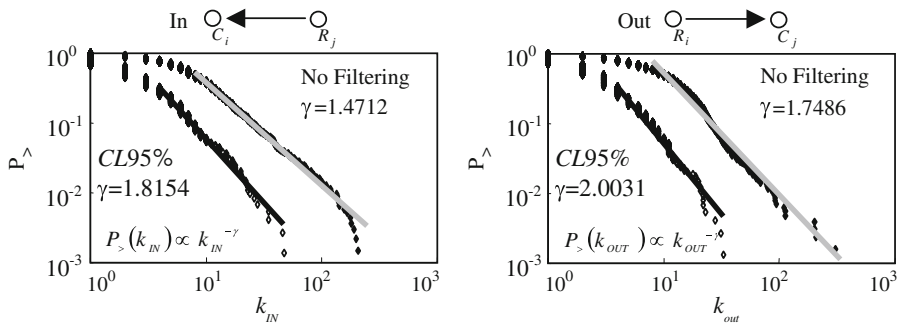 In
C_i
R_j
10^0
10^-1
10^-2
10^-3
P_>
No Filtering
γ=1.4712
CL95%
γ=1.8154
P_>(k_IN) ∝ k_IN^-γ
10^0
10^1
10^2
10^3
k_IN
Out
R_i
C_j
10^0
10^-1
10^-2
10^-3
P_>
No Filtering
γ=1.7486
CL95%
γ=2.0031
P_>(k_OUT) ∝ k_OUT^-γ
10^0
10^1
10^2
10^3
k_out